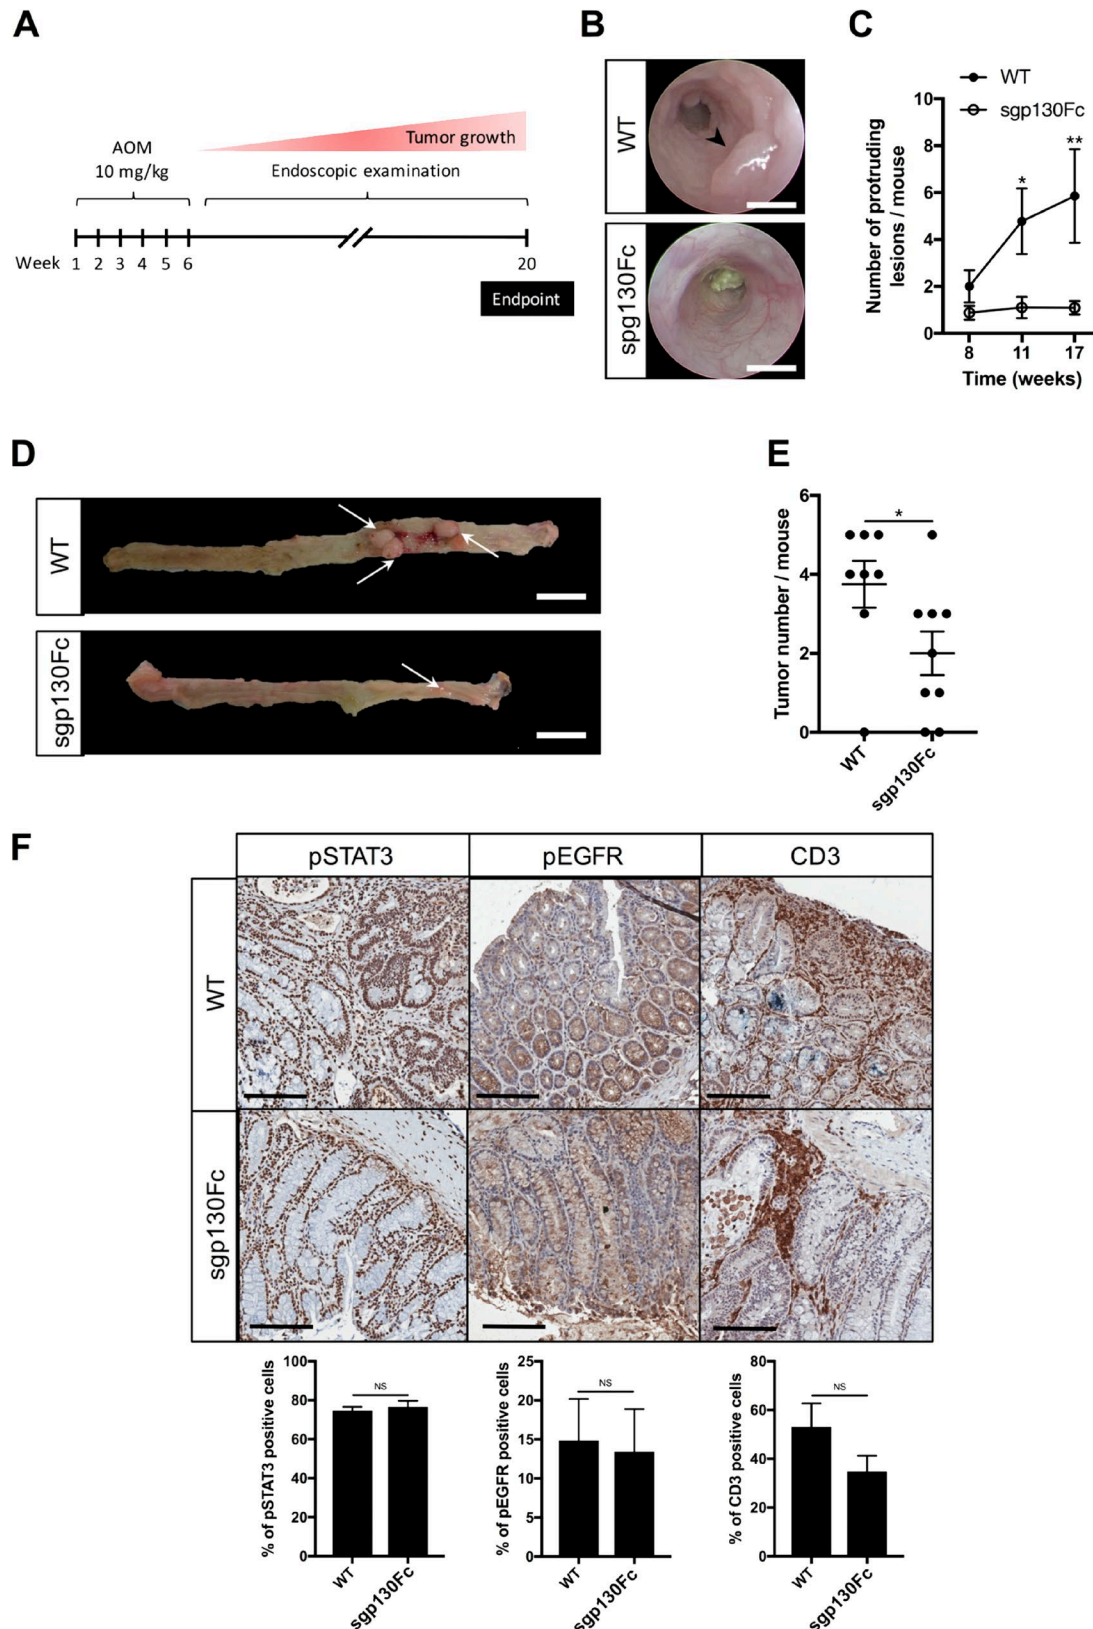 A
AOM
10 mg/kg
Tumor growth
Endoscopic examination
Week 1 2 3 4 5 6 20
Endpoint
B
WT
spg130Fc
C
WT
sgp130Fc
Number of protruding
lesions / mouse
10
8
6
4
2
0
*
**
8 11 17
Time (weeks)
D
WT
sgp130Fc
E
Tumor number / mouse
6
4
2
0
*
WT
sgp130Fc
F
pSTAT3 pEGFR CD3
WT
sgp130Fc
% of pSTAT3 positive cells
100
80
60
40
20
0
NS
WT
sgp130Fc
% of pEGFR positive cells
25
20
15
10
5
0
NS
WT
sgp130Fc
% of CD3 positive cells
80
60
40
20
0
NS
WT
sgp130Fc